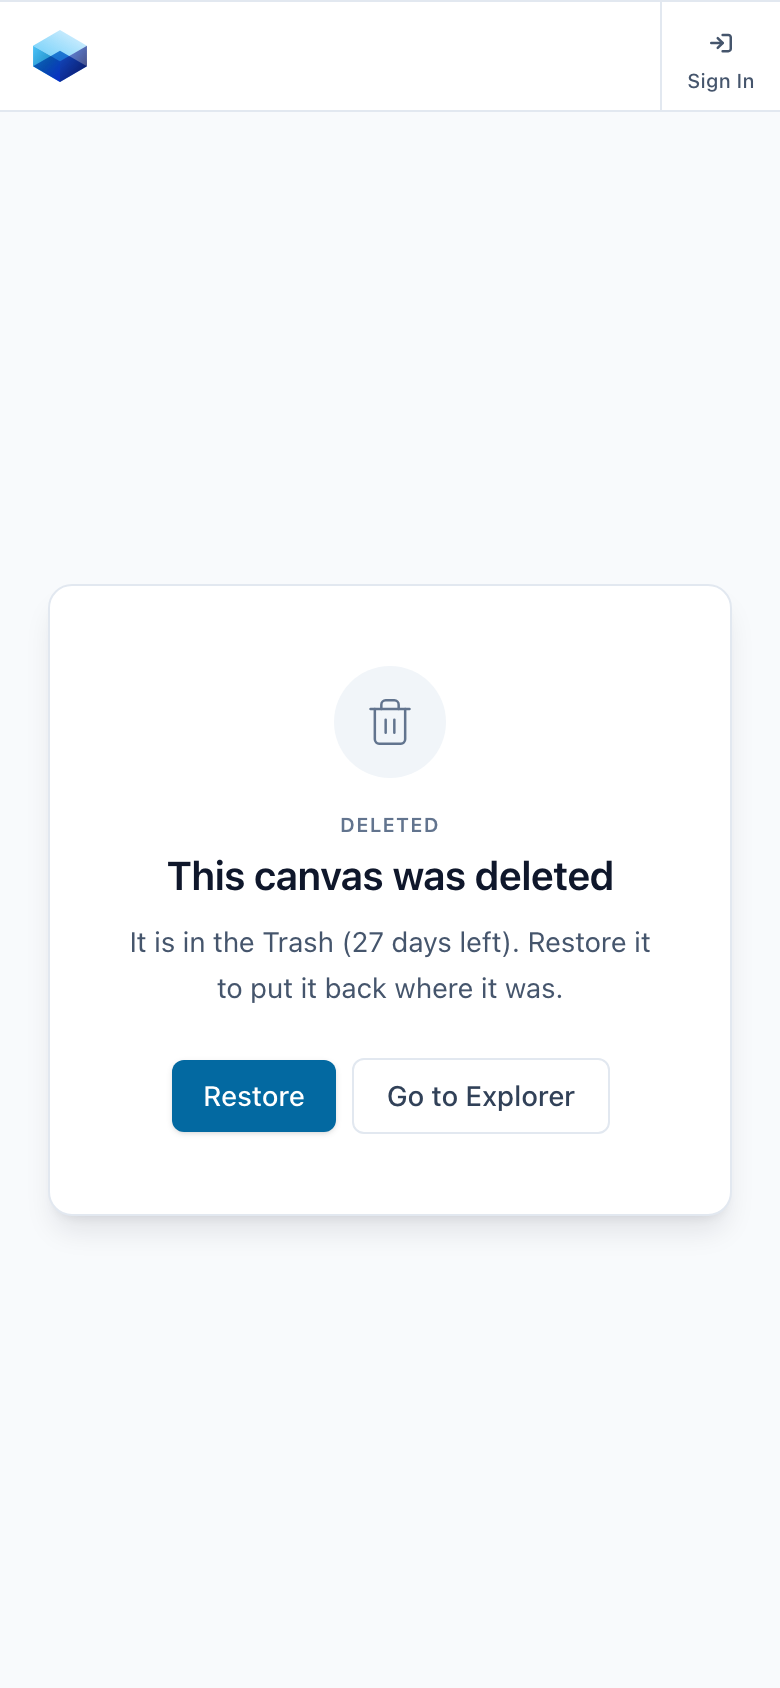 Sign In
DELETED
This canvas was deleted
It is in the Trash (27 days left). Restore it
to put it back where it was.
Restore
Go to Explorer